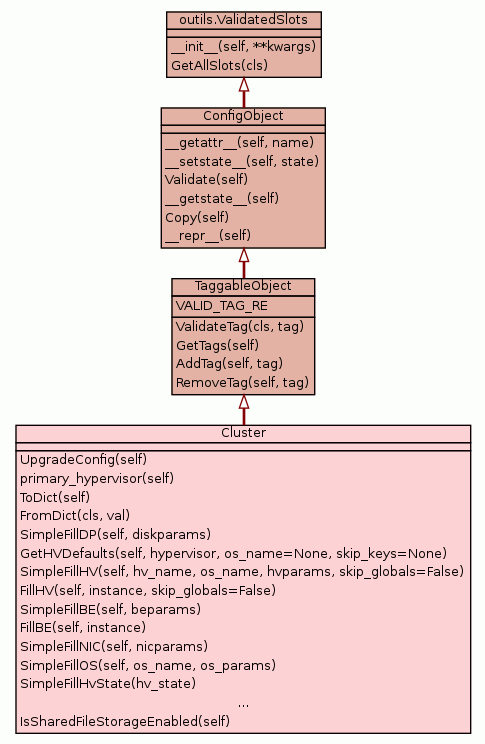 outils.ValidatedSlots
__init__(self, **kwargs)
GetAllSlots(cls)
ConfigObject
__getattr__(self, name)
__setstate__(self, state)
Validate(self)
__getstate__(self)
Copy(self)
__repr__(self)
TaggableObject
VALID_TAG_RE
ValidateTag(cls, tag)
GetTags(self)
AddTag(self, tag)
RemoveTag(self, tag)
Cluster
UpgradeConfig(self)
primary_hypervisor(self)
ToDict(self)
FromDict(cls, val)
SimpleFillDP(self, diskparams)
GetHVDefaults(self, hypervisor, os_name=None, skip_keys=None)
SimpleFillHV(self, hv_name, os_name, hvparams, skip_globals=False)
FillHV(self, instance, skip_globals=False)
SimpleFillBE(self, beparams)
FillBE(self, instance)
SimpleFillNIC(self, nicparams)
SimpleFillOS(self, os_name, os_params)
SimpleFillHvState(hv_state)
...
IsSharedFileStorageEnabled(self)